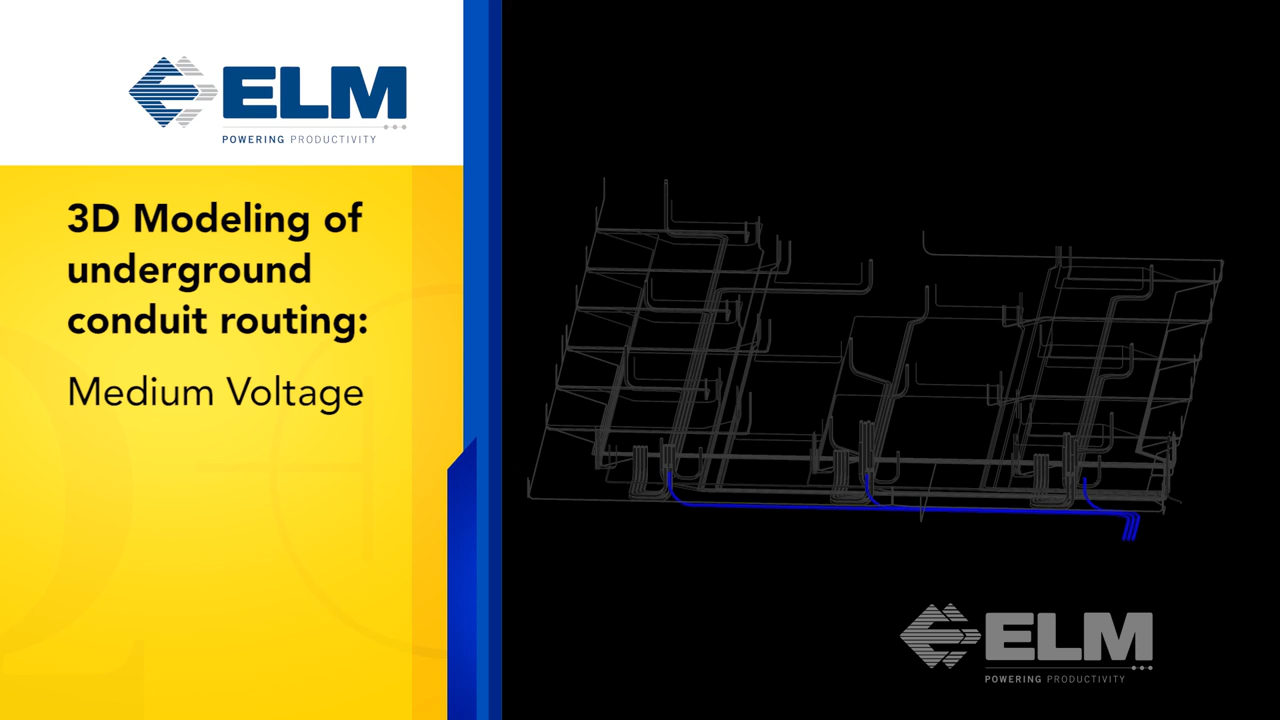 ELM
POWERING PRODUCTIVITY
3D Modeling of
underground
conduit routing:
Medium Voltage
ELM
POWERING PRODUCTIVITY